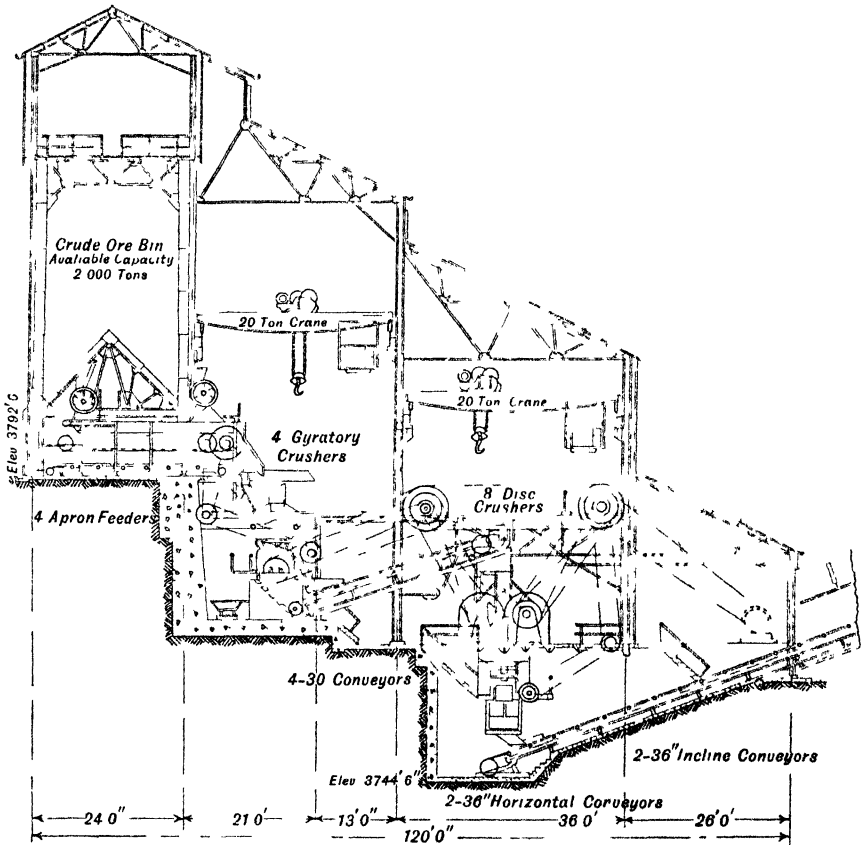 Crude Ore Bin
Available Capacity
2 000 Tons
20 Ton Crane
20 Ton Crane
Elev 3792'6
4 Gyratory
Crushers
8 Disc
Crushers
4 Apron Feeders
4-30 Conveyors
2-36" Incline Conveyors
Elev 3744'6"
2-36" Horizontal Conveyors
24 0"
21 0'
13'0"
36 0'
26'0'
120'0"